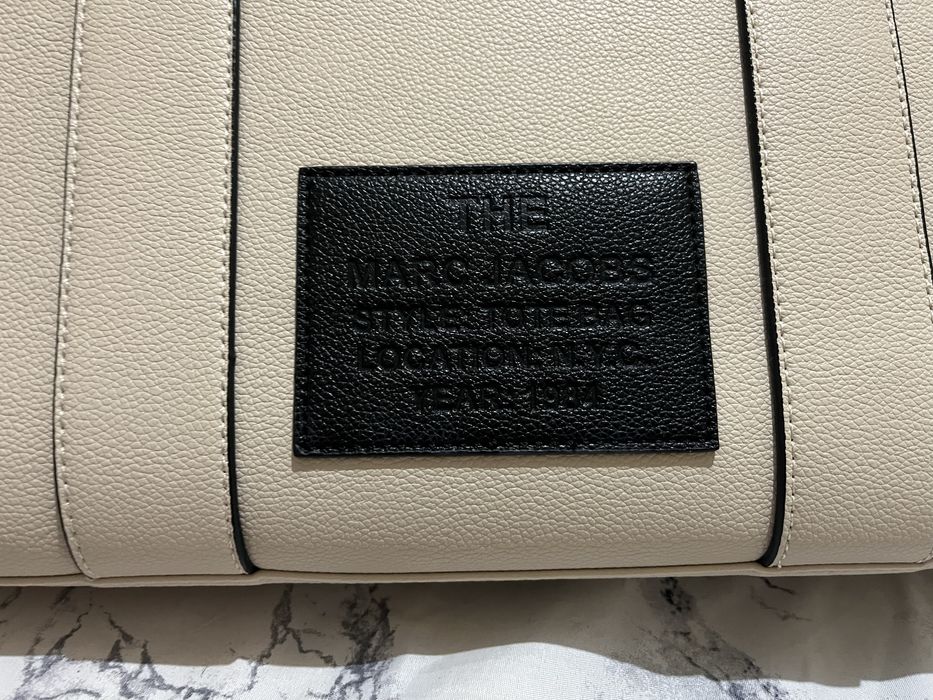 THE
MARC JACOBS
STYLE: TOTE BAG
LOCATION: N.Y.C.
YEAR: 1984